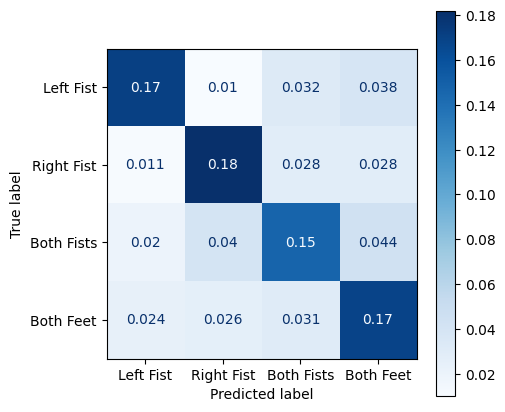 0.18
Left Fist 0.17 0.01 0.032 0.038
0.16
0.14
Right Fist 0.011 0.18 0.028 0.028
0.12
True label
0.10
Both Fists 0.02 0.04 0.15 0.044
0.08
0.06
Both Feet 0.024 0.026 0.031 0.17
0.04
0.02
Left Fist Right Fist Both Fists Both Feet
Predicted label